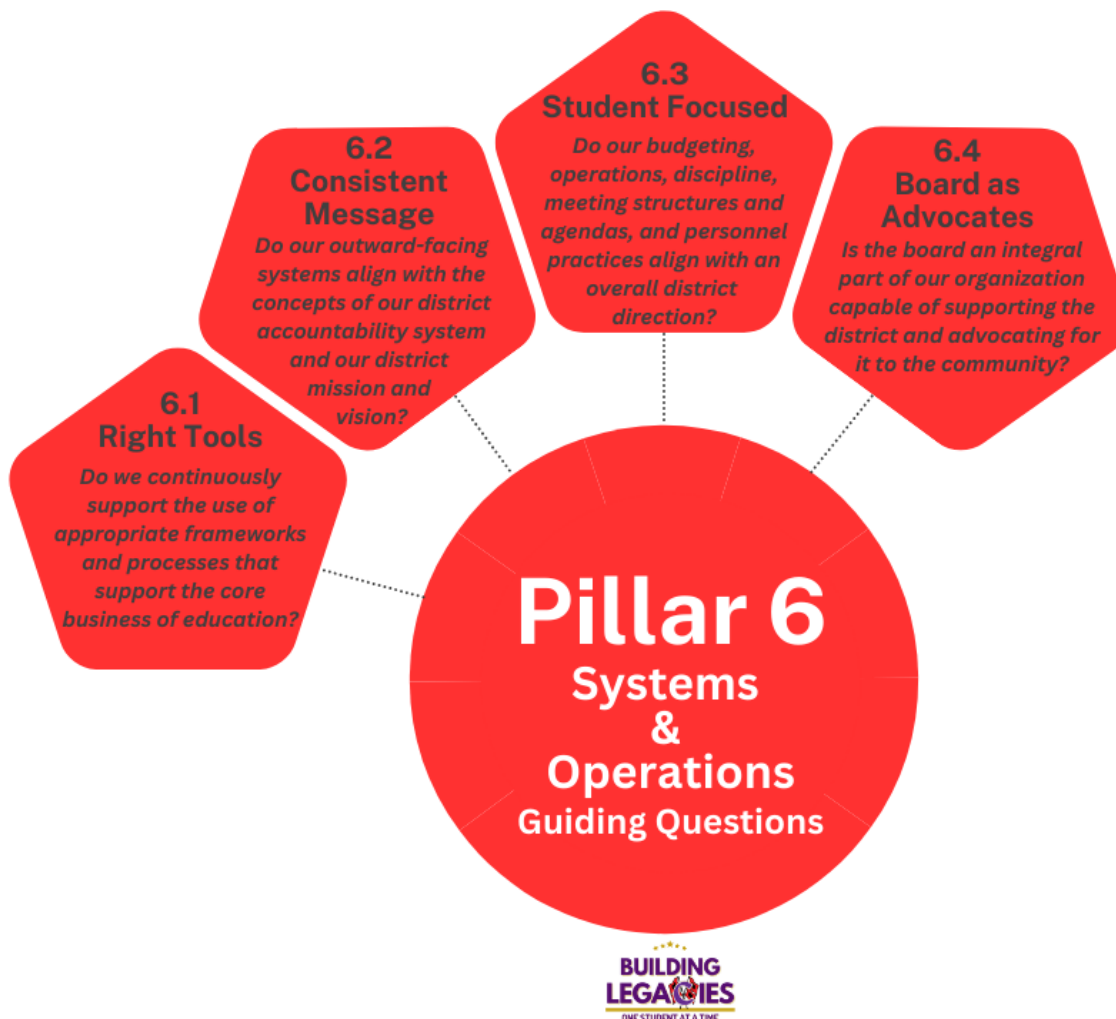 6.3
Student Focused
Do our budgeting,
operations, discipline,
meeting structures and
agendas, and personnel
practices align with an
overall district
direction?
6.2
Consistent
Message
Do our outward-facing
systems align with the
concepts of our district
accountability system
and our district
mission and
vision?
6.4
Board as
Advocates
Is the board an integral
part of our organization
capable of supporting the
district and advocating for
it to the community?
6.1
Right Tools
Do we continuously
support the use of
appropriate frameworks
and processes that
support the core
business of education?
Pillar 6
Systems
&
Operations
Guiding Questions
BUILDING
LEGACIES
ONE STUDENT AT A TIME